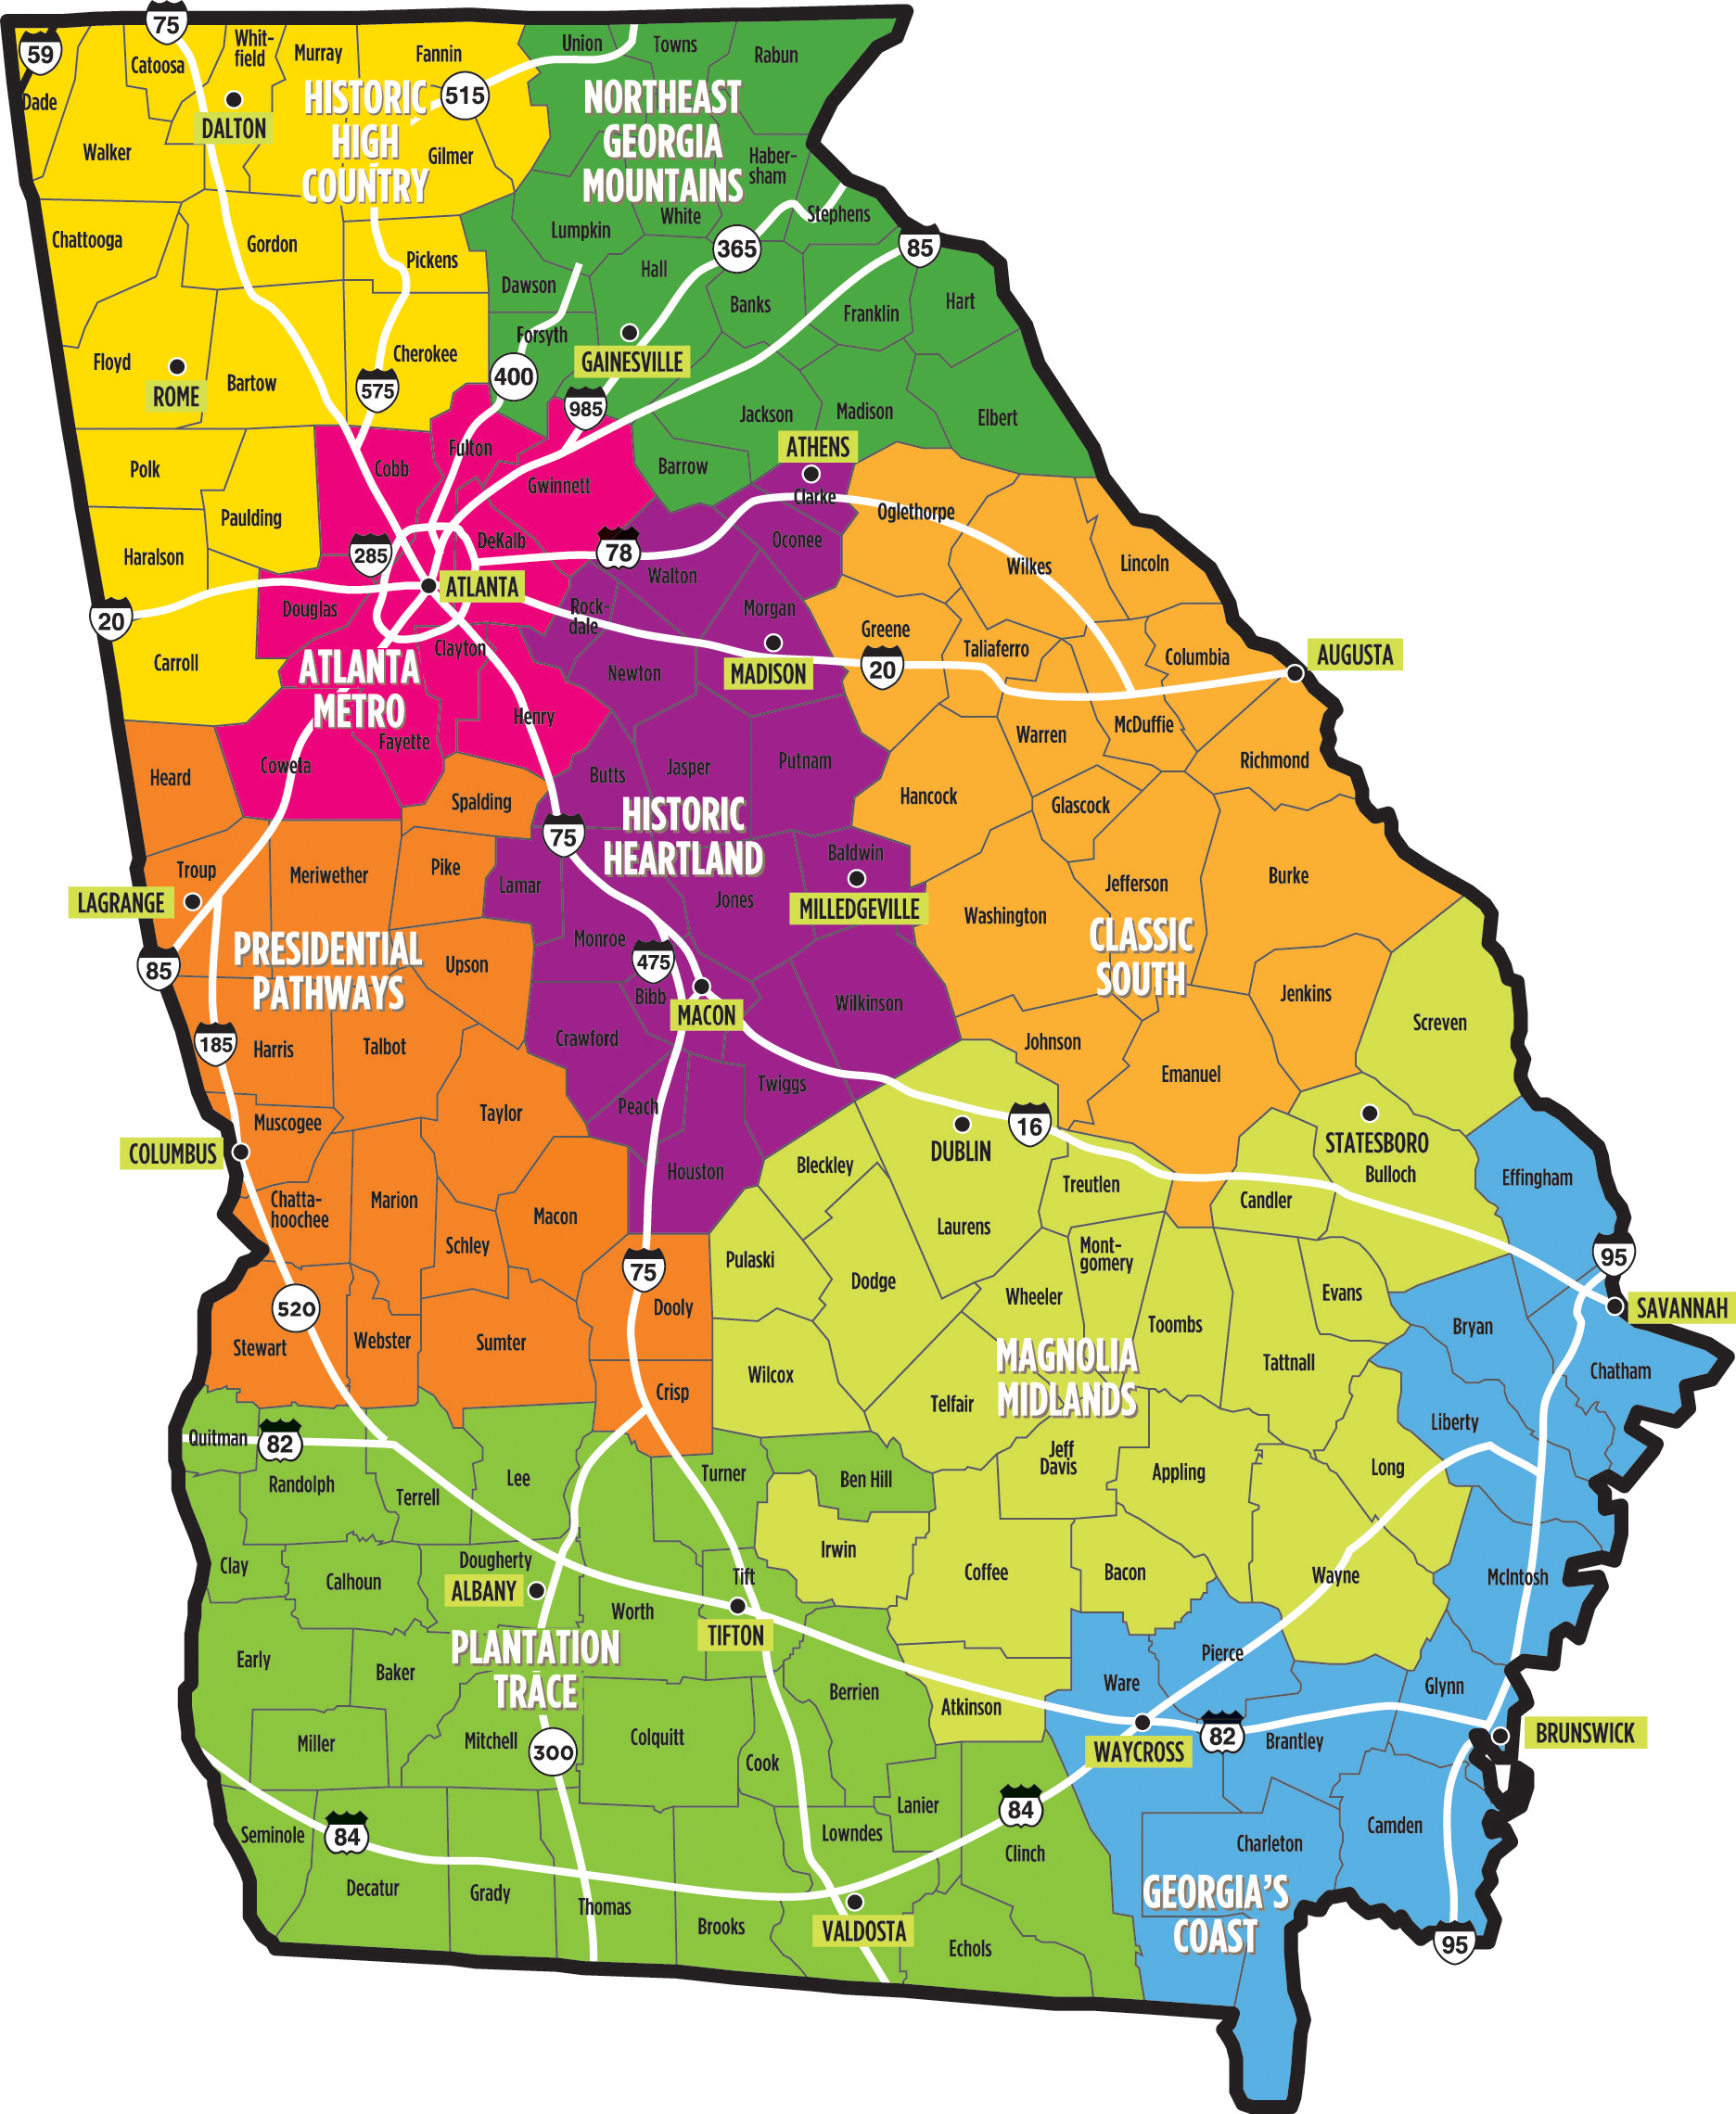 75
59
Catoosa
Whit-
field
Murray
Fannin
Union
Towns
Rabun
Dade
HISTORIC
HIGH
COUNTRY
515
NORTHEAST
GEORGIA
MOUNTAINS
DALTON
Walker
Gilmer
Haber-
sham
White
Stephens
Lumpkin
Chattooga
Gordon
Pickens
365
85
Hall
Dawson
Banks
Franklin
Hart
Forsyth
Floyd
ROME
Bartow
Cherokee
GAINESVILLE
400
575
985
Jackson
Madison
Elbert
ATHENS
Polk
Cobb
Fulton
Barrow
Gwinnett
Clarke
Oglethorpe
Paulding
DeKalb
Oconee
Haralson
285
78
Walton
Wilkes
Lincoln
ATLANTA
20
Douglas
Rock-
dale
Morgan
Greene
Taliaferro
Columbia
AUGUSTA
Carroll
Clayton
ATLANTA
METRO
Newton
MADISON
20
Henry
Fayette
Warren
McDuffie
Heard
Coweta
Butts
Jasper
Putnam
Richmond
Spalding
Hancock
Glascock
HISTORIC
HEARTLAND
75
Baldwin
Troup
Meriwether
Pike
Lamar
Jefferson
Burke
LAGRANGE
Jones
MILLEDGEVILLE
Washington
PRESIDENTIAL
PATHWAYS
Monroe
CLASSIC
SOUTH
85
Upson
475
Bibb
Wilkinson
Jenkins
MACON
Screven
185
Harris
Talbot
Crawford
Johnson
Emanuel
Twiggs
Muscogee
Taylor
Peach
16
COLUMBUS
DUBLIN
STATESBORO
Bulloch
Houston
Bleckley
Treutlen
Effingham
Chatta-
hoochee
Marion
Macon
Candler
Laurens
Schley
Pulaski
Mont-
gomery
95
75
Dodge
Wheeler
Evans
520
Dooly
SAVANNAH
Toombs
Bryan
Stewart
Webster
Sumter
MAGNOLIA
MIDLANDS
Tattnall
Chatham
Wilcox
Crisp
Telfair
Liberty
Quitman
82
Jeff
Davis
Randolph
Terrell
Lee
Turner
Ben Hill
Appling
Long
Irwin
Clay
Calhoun
Dougherty
ALBANY
Tift
Coffee
Bacon
Wayne
McIntosh
Worth
TIFTON
PLANTATION
TRACE
Early
Baker
Pierce
Ware
Glynn
Berrien
Atkinson
Miller
Mitchell
300
Colquitt
WAYCROSS
82
Brantley
BRUNSWICK
Cook
Lanier
84
Seminole
84
Lowndes
Clinch
Charleton
Camden
Decatur
Grady
Thomas
Brooks
VALDOSTA
Echols
GEORGIA'S
COAST
95